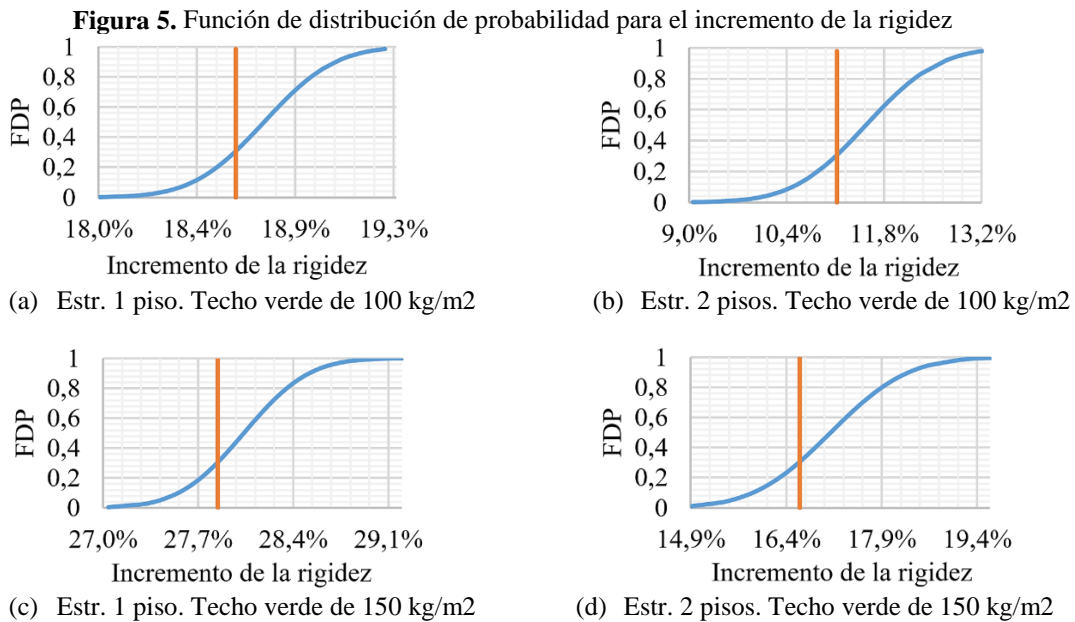 Figura 5. Función de distribución de probabilidad para el incremento de la rigidez
1
0,8
0,6
0,4
0,2
0
FDP
18,0% 18,4% 18,9% 19,3%
Incremento de la rigidez
(a) Estr. 1 piso. Techo verde de 100 kg/m2
1
0,8
0,6
0,4
0,2
0
FDP
9,0% 10,4% 11,8% 13,2%
Incremento de la rigidez
(b) Estr. 2 pisos. Techo verde de 100 kg/m2
1
0,8
0,6
0,4
0,2
0
FDP
27,0% 27,7% 28,4% 29,1%
Incremento de la rigidez
(c) Estr. 1 piso. Techo verde de 150 kg/m2
1
0,8
0,6
0,4
0,2
0
FDP
14,9% 16,4% 17,9% 19,4%
Incremento de la rigidez
(d) Estr. 2 pisos. Techo verde de 150 kg/m2